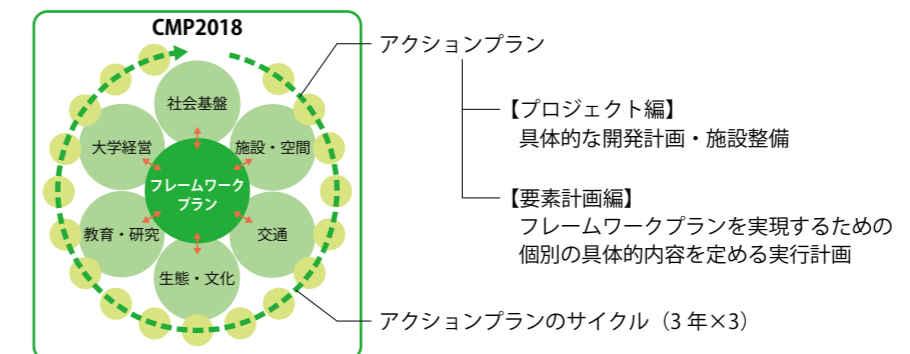 CMP2018
社会基盤
大学経営
施設・空間
フレームワーク
プラン
教育・研究
交通
生態・文化
アクションプラン
【プロジェクト編】
具体的な開発計画・施設整備
【要素計画編】
フレームワークプランを実現するための
個別の具体的内容を定める実行計画
アクションプランのサイクル（3 年×3）